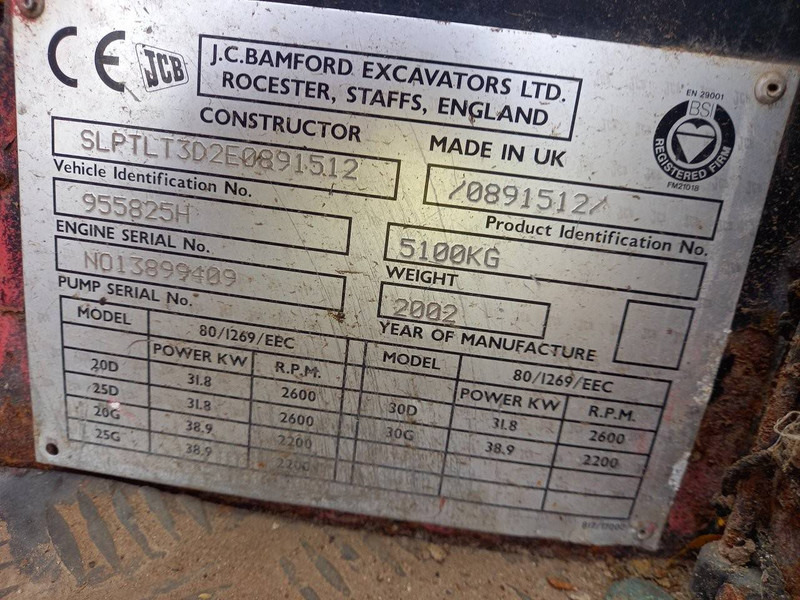 CE JCB
J.C.BAMFORD EXCAVATORS LTD.
ROCESTER, STAFFS, ENGLAND
EN 29001
BSI
REGISTERED FIRM
FM21018
CONSTRUCTOR
MADE IN UK
SLPTLT3D2E0891512
Vehicle Identification No.
/0891512/
Product Identification No.
955825H
ENGINE SERIAL No.
5100KG
WEIGHT
NO13899409
PUMP SERIAL No.
2002
YEAR OF MANUFACTURE
MODEL 80/1269/EEC MODEL 80/1269/EEC
POWER KW R.P.M. POWER KW R.P.M.
20D 31.8 2600 30D 31.8 2600
25D 31.8 2600 30G 38.9 2200
20G 38.9 2200
25G 38.9 2200